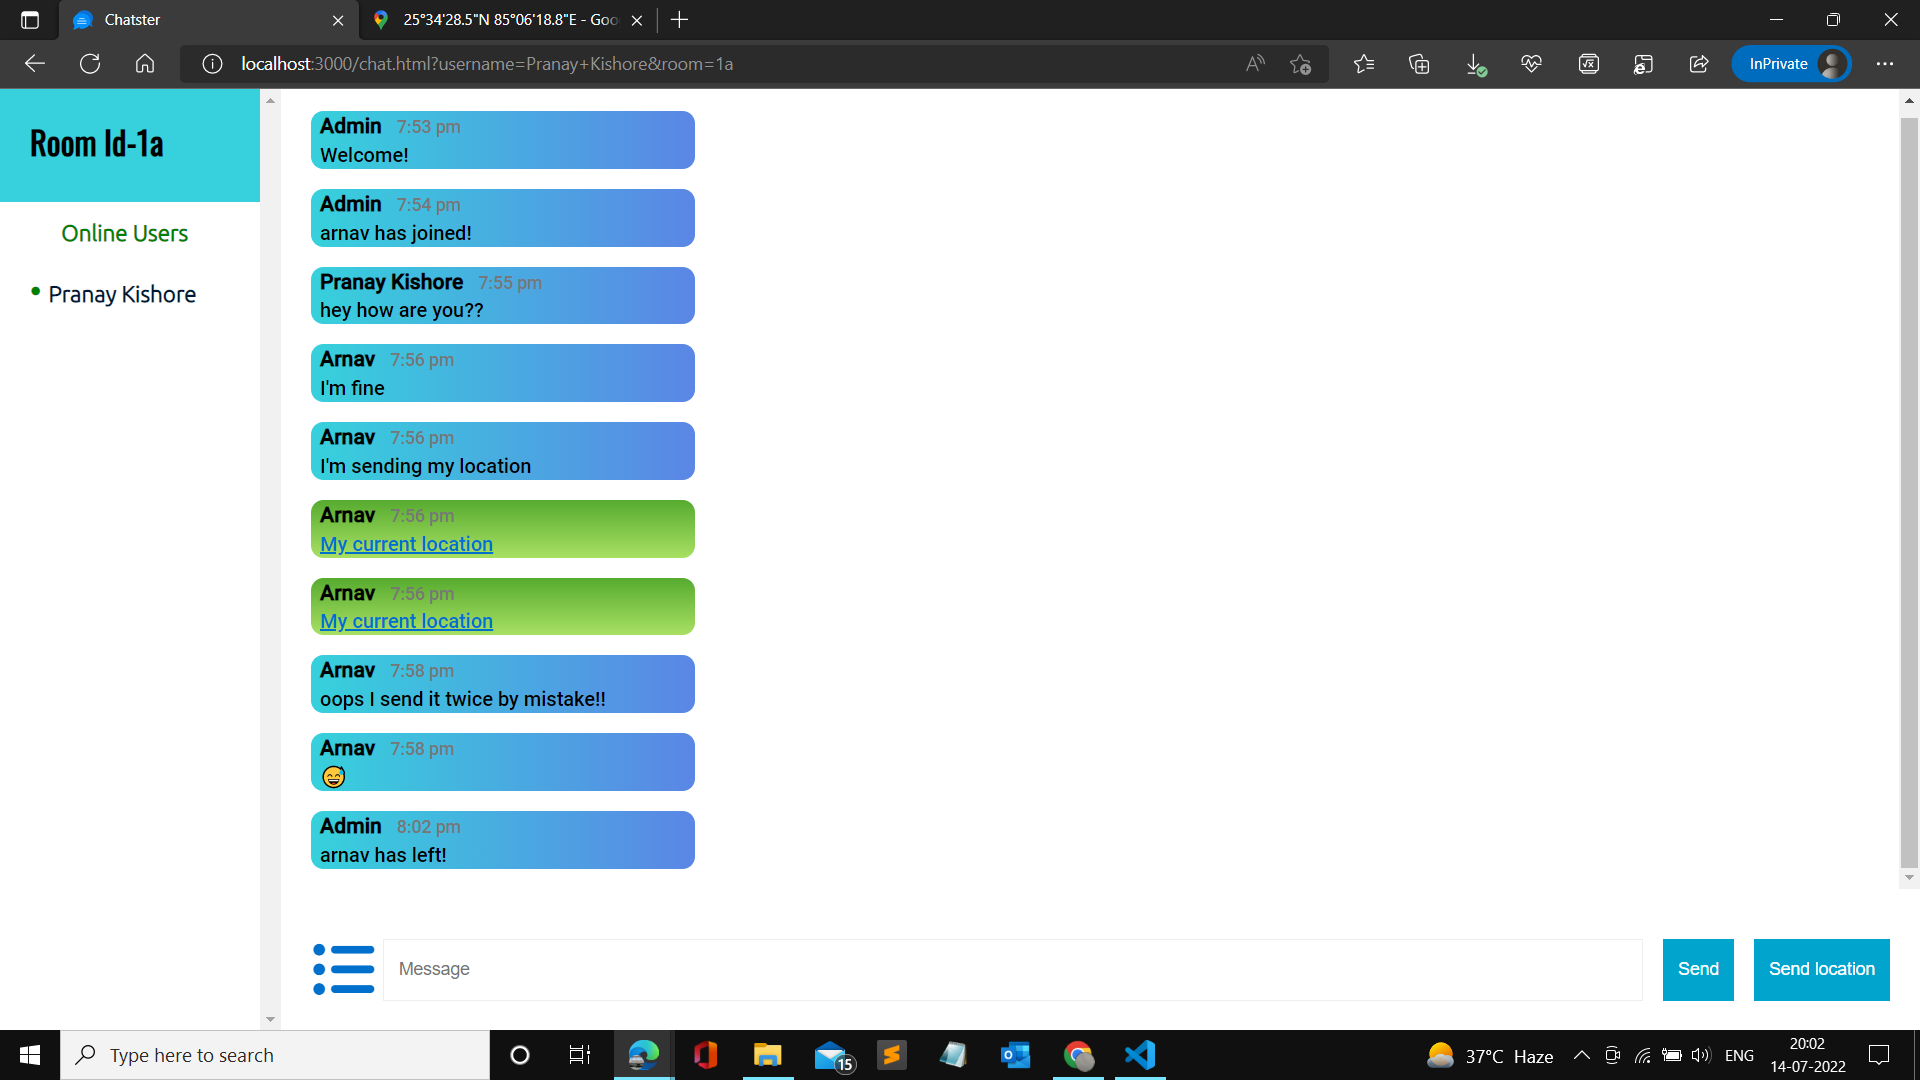 Chatster
25°34'28.5"N 85°06'18.8"E - Goo
localhost:3000/chat.html?username=Pranay+Kishore&room=1a
InPrivate
Room Id-1a
Online Users
Pranay Kishore
Admin 7:53 pm
Welcome!
Admin 7:54 pm
arnav has joined!
Pranay Kishore 7:55 pm
hey how are you??
Arnav 7:56 pm
I'm fine
Arnav 7:56 pm
I'm sending my location
Arnav 7:56 pm
My current location
Arnav 7:56 pm
My current location
Arnav 7:58 pm
oops I send it twice by mistake!!
Arnav 7:58 pm
😅
Admin 8:02 pm
arnav has left!
Message
Send
Send location
Type here to search
15
37°C Haze
ENG
20:02
14-07-2022